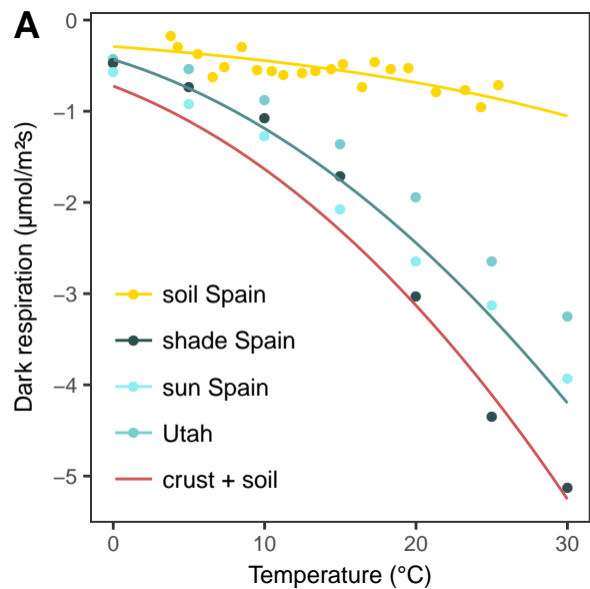 A
Dark respiration (μmol/m²s)
0
−1
−2
−3
−4
−5
soil Spain
shade Spain
sun Spain
Utah
crust + soil
0 10 20 30
Temperature (°C)